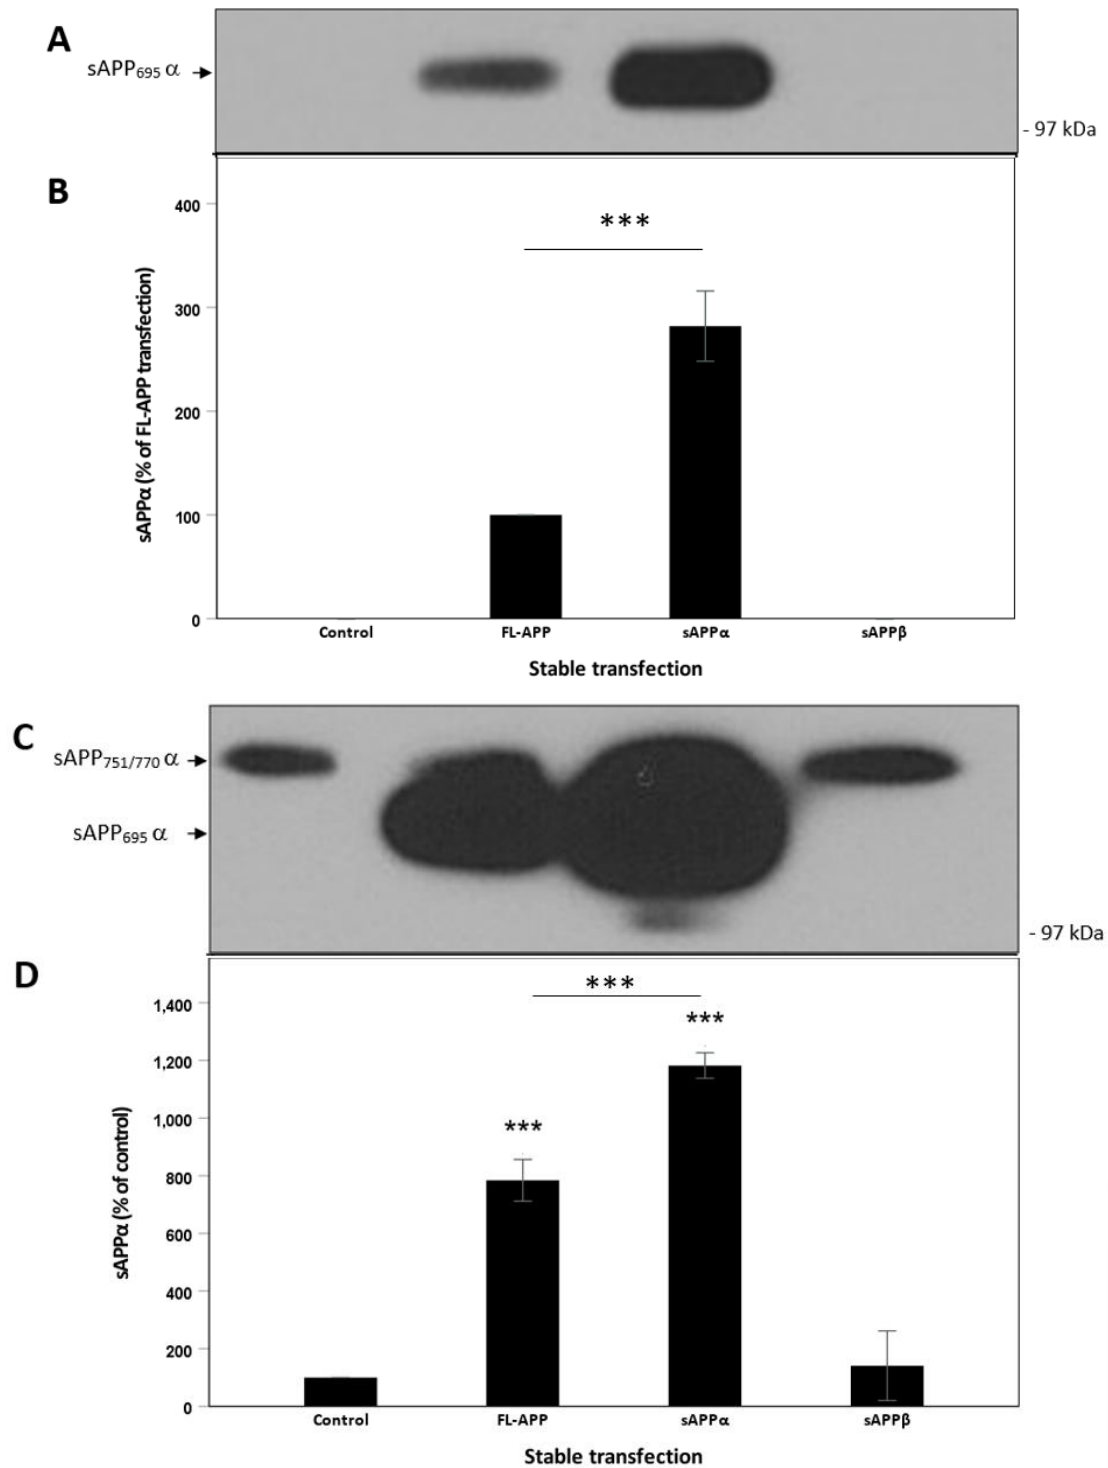 A
sAPP₆₉₅ α
- 97 kDa
B
***
400
300
200
100
0
sAPPα (% of FL-APP transfection)
Control FL-APP sAPPα sAPPβ
Stable transfection
C
sAPP₇₅₁/₇₇₀ α
sAPP₆₉₅ α
- 97 kDa
D
***
***
***
1,400
1,200
1,000
800
600
400
200
0
sAPPα (% of control)
Control FL-APP sAPPα sAPPβ
Stable transfection